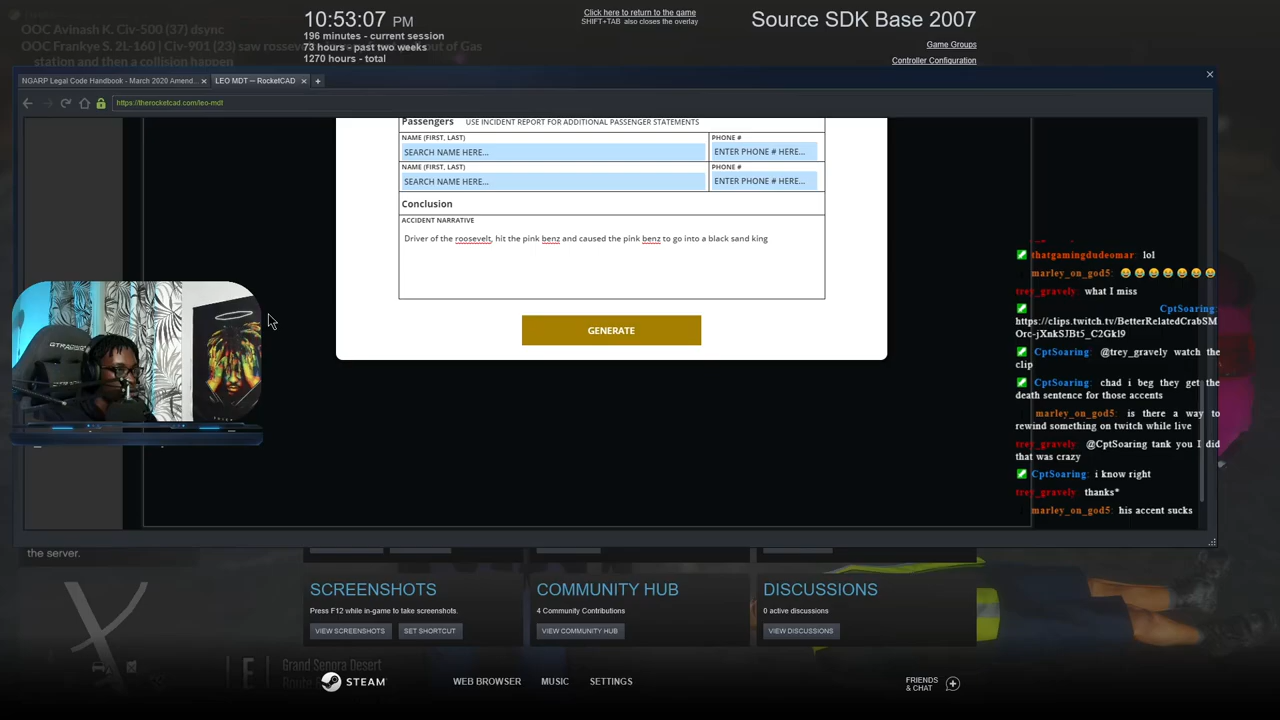 OOC Avinash K. Civ-500 (37) dsync
OOC Frankye S. 2L-160 | Civ-901 (23) saw rosse
out of Gas
station and then a collision happen
10:53:07 PM
196 minutes - current session
73 hours - past two weeks
1270 hours - total
Click here to return to the game
SHIFT+TAB also closes the overlay
Source SDK Base 2007
Game Groups
Controller Configuration
NGARP Legal Code Handbook - March 2020 Amend... ×
LEO MDT — RocketCAD ×
+
https://therocketcad.com/leo-mdt
Passengers USE INCIDENT REPORT FOR ADDITIONAL PASSENGER STATEMENTS
NAME (FIRST, LAST) PHONE #
SEARCH NAME HERE... ENTER PHONE # HERE...
NAME (FIRST, LAST) PHONE #
SEARCH NAME HERE... ENTER PHONE # HERE...
Conclusion
ACCIDENT NARRATIVE
Driver of the roosevelt, hit the pink benz and caused the pink benz to go into a black sand king
GENERATE
GTRACING
thatgamingdudeomar: lol
marley_on_god5: 😂😂😂😂😂😂😂
trey_gravely: what I miss
CptSoaring:
https://clips.twitch.tv/BetterRelatedCrabSM
Orc-jXnkSJBt5_C2Gkl9
CptSoaring: @trey_gravely watch the
clip
CptSoaring: chad i beg they get the
death sentence for those accents
marley_on_god5: is there a way to
rewind something on twitch while live
trey_gravely: @CptSoaring tank you I did
that was crazy
CptSoaring: i know right
trey_gravely: thanks*
marley_on_god5: his accent sucks
the server.
SCREENSHOTS
Press F12 while in-game to take screenshots.
VIEW SCREENSHOTS SET SHORTCUT
COMMUNITY HUB
4 Community Contributions
VIEW COMMUNITY HUB
DISCUSSIONS
0 active discussions
VIEW DISCUSSIONS
E
Grand Senora Desert
Route
STEAM
WEB BROWSER MUSIC SETTINGS
FRIENDS
& CHAT